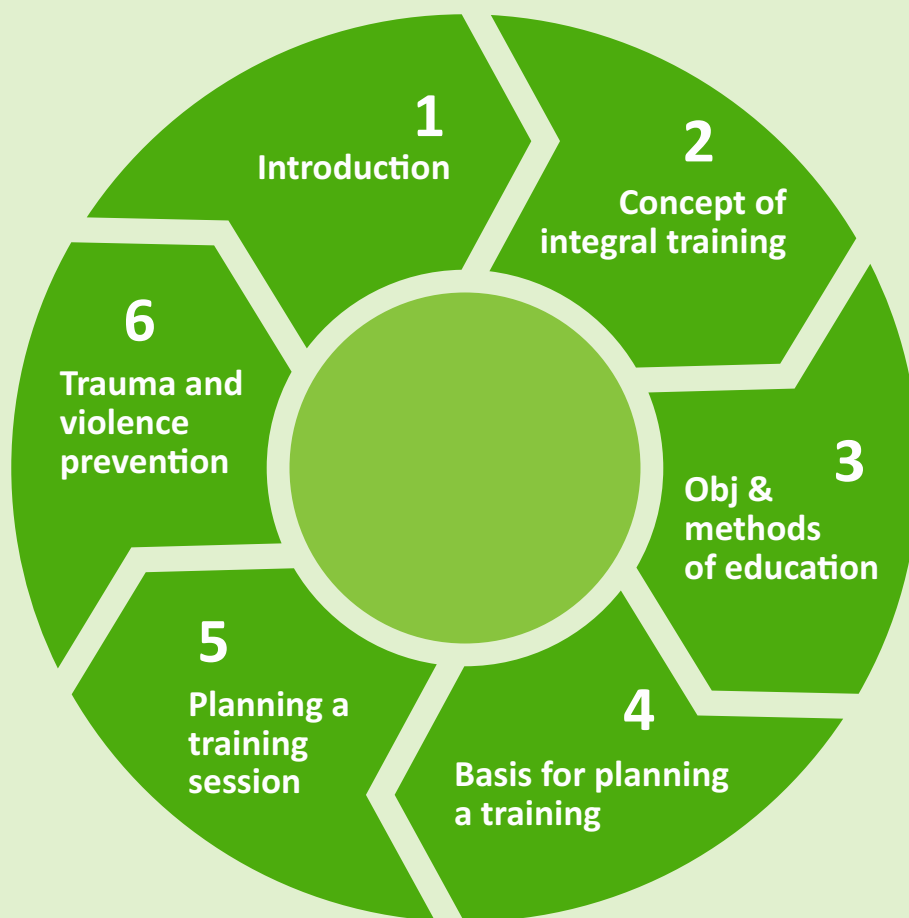 1
Introduction
2
Concept of
integral training
3
Obj &
methods
of education
4
Basis for planning
a training
5
Planning a
training
session
6
Trauma and
violence
prevention